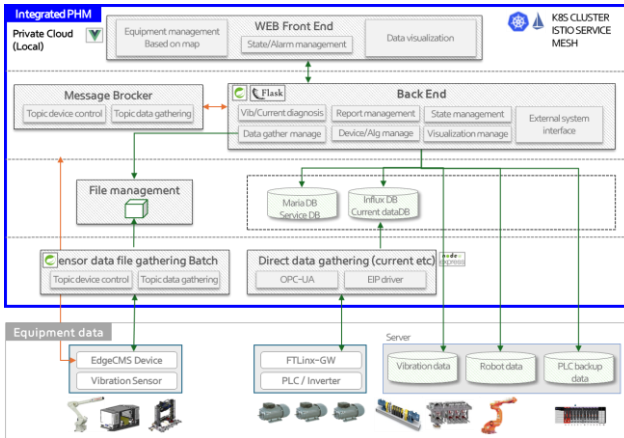 Integrated PHM
Private Cloud
(Local)
WEB Front End
Equipment management
Based on map
State/Alarm management
Data visualization
K8S CLUSTER
ISTIO SERVICE
MESH
Message Brocker
Topic device control
Topic data gathering
Flask
Back End
Vib/Current diagnosis
Report management
State management
External system
interface
Data gather manage
Device/Alg manage
Visualization manage
File management
Maria DB
Service DB
Influx DB
Current dataDB
ensor data file gathering Batch
Topic device control
Topic data gathering
Direct data gathering (current etc)
OPC-UA
EIP driver
node
express
Equipment data
EdgeCMS Device
Vibration Sensor
FTLinx-GW
PLC / Inverter
Server
Vibration data
Robot data
PLC backup
data